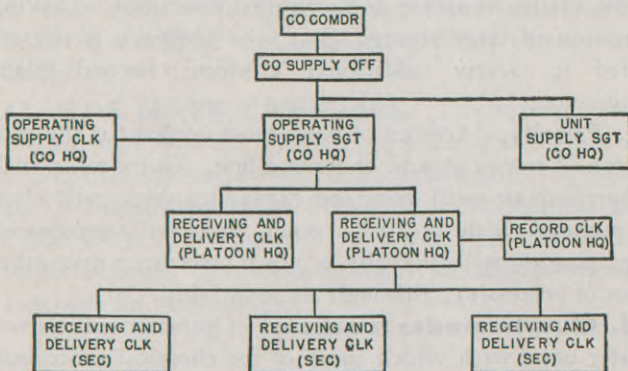 CO COMDR
CO SUPPLY OFF
OPERATING
SUPPLY CLK
(CO HQ)
OPERATING
SUPPLY SGT
(CO HQ)
UNIT
SUPPLY SGT
(CO HQ)
RECEIVING AND
DELIVERY CLK
(PLATOON HQ)
RECEIVING AND
DELIVERY CLK
(PLATOON HQ)
RECORD CLK
(PLATOON HQ)
RECEIVING AND
DELIVERY CLK
(SEC)
RECEIVING AND
DELIVERY CLK
(SEC)
RECEIVING AND
DELIVERY CLK
(SEC)